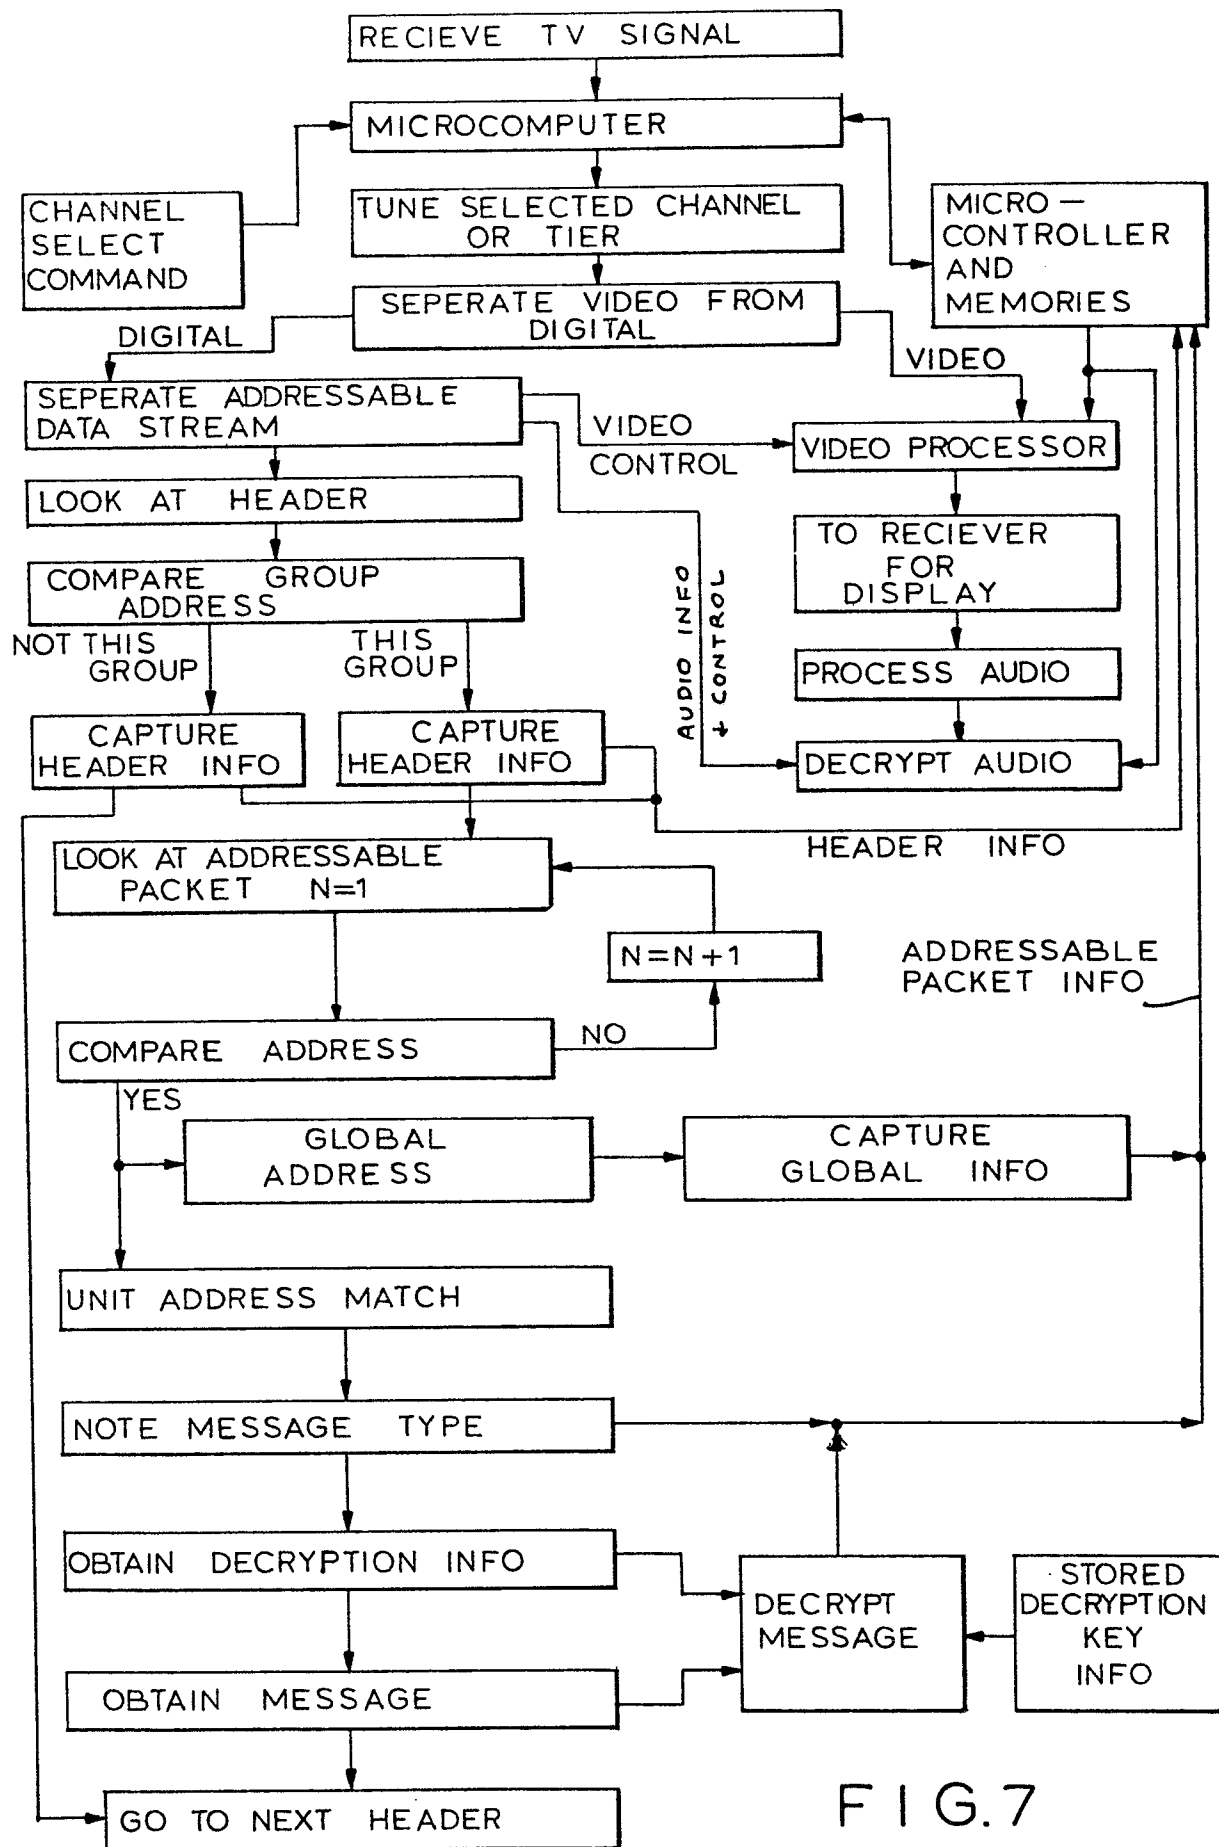 RECIEVE TV SIGNAL
MICROCOMPUTER
CHANNEL
SELECT
COMMAND
TUNE SELECTED CHANNEL
OR TIER
MICRO-
CONTROLLER
AND
MEMORIES
SEPERATE VIDEO FROM
DIGITAL
DIGITAL
VIDEO
SEPERATE ADDRESSABLE
DATA STREAM
VIDEO
CONTROL
VIDEO PROCESSOR
LOOK AT HEADER
TO RECIEVER
FOR
DISPLAY
COMPARE GROUP
ADDRESS
NOT THIS
GROUP
THIS
GROUP
AUDIO INFO
+ CONTROL
PROCESS AUDIO
CAPTURE
HEADER INFO
CAPTURE
HEADER INFO
DECRYPT AUDIO
HEADER INFO
LOOK AT ADDRESSABLE
PACKET N=1
N=N+1
ADDRESSABLE
PACKET INFO
COMPARE ADDRESS
NO
YES
GLOBAL
ADDRESS
CAPTURE
GLOBAL INFO
UNIT ADDRESS MATCH
NOTE MESSAGE TYPE
OBTAIN DECRYPTION INFO
DECRYPT
MESSAGE
STORED
DECRYPTION
KEY
INFO
OBTAIN MESSAGE
GO TO NEXT HEADER
FIG.7